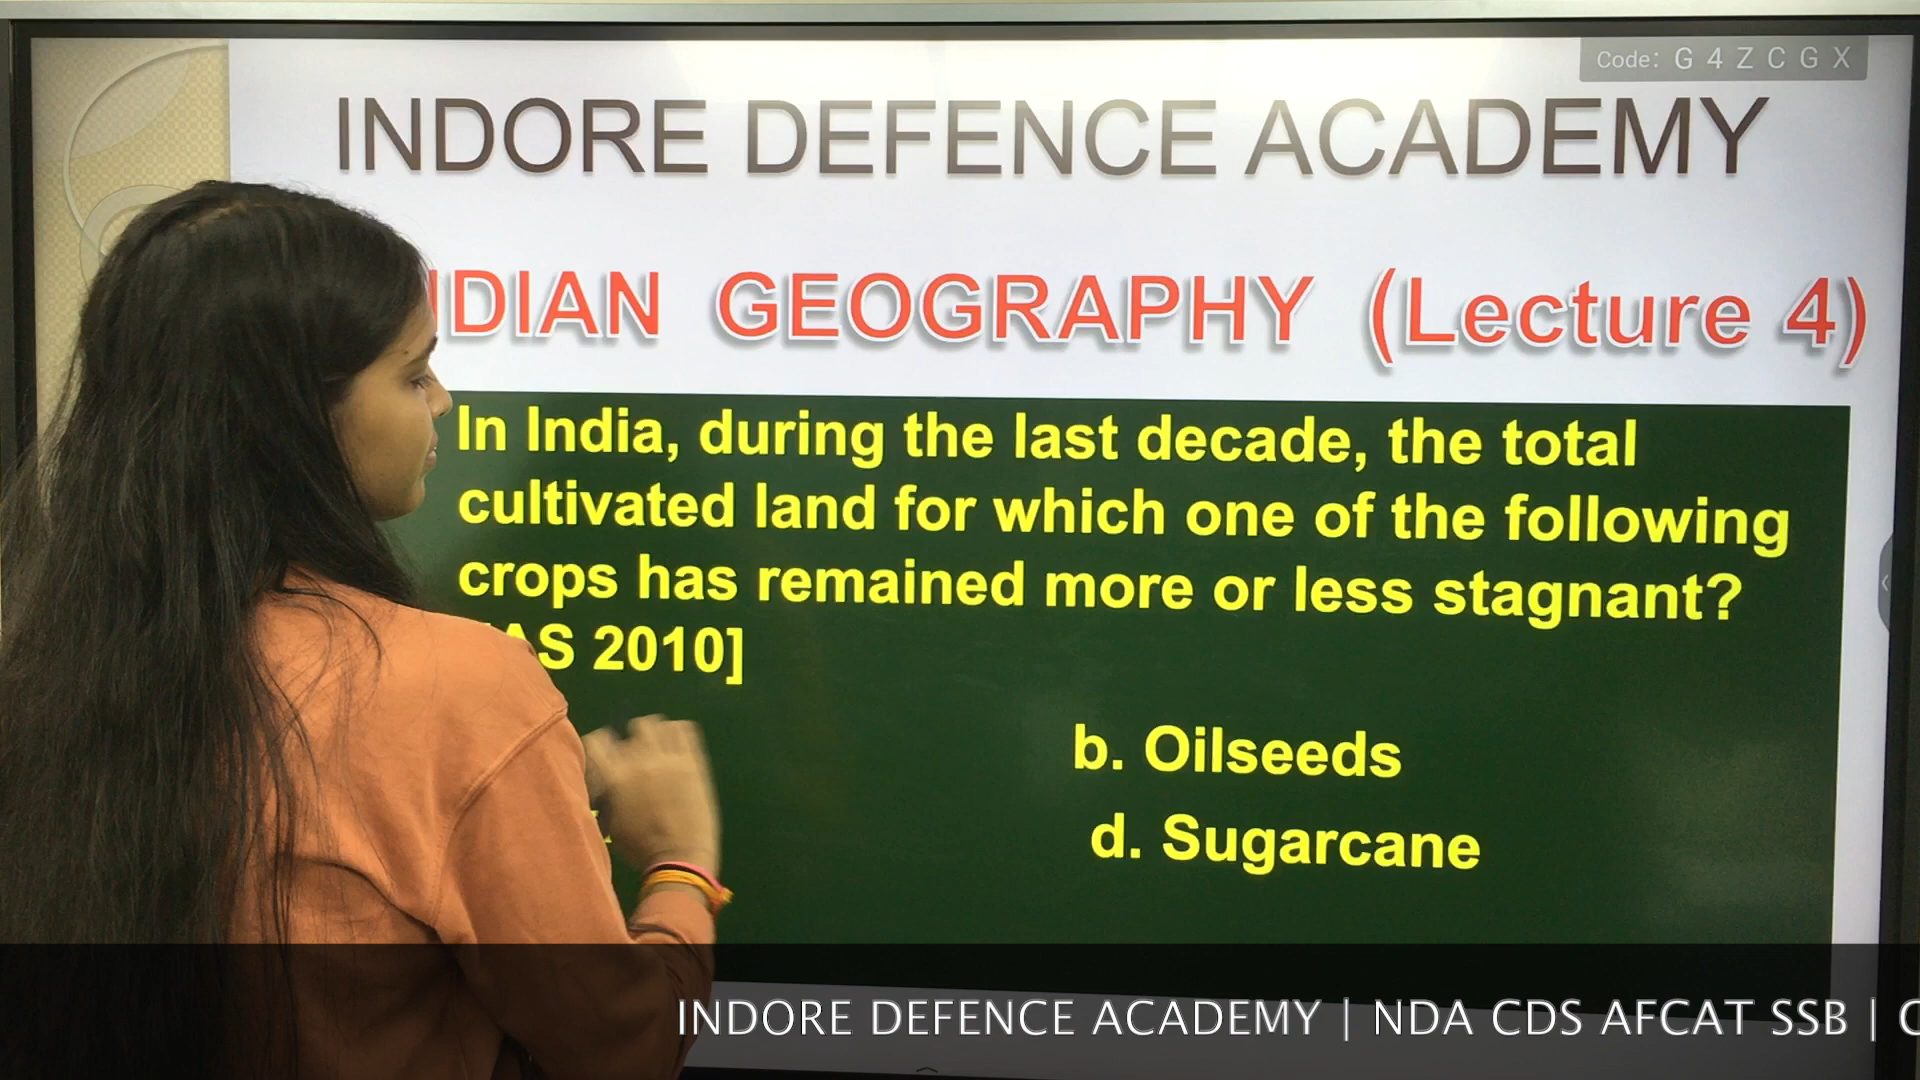 Code: G 4 Z C G X
INDORE DEFENCE ACADEMY
NDIAN GEOGRAPHY (Lecture 4)
In India, during the last decade, the total
cultivated land for which one of the following
crops has remained more or less stagnant?
AS 2010]
b. Oilseeds
d. Sugarcane
INDORE DEFENCE ACADEMY | NDA CDS AFCAT SSB |